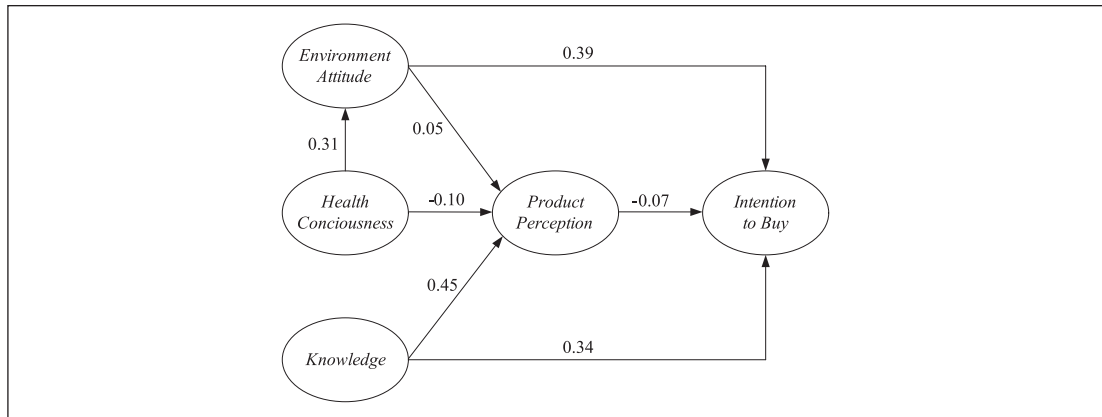 Environment
Attitude
0.39
0.05
0.31
Health
Conciousness
-0.10
Product
Perception
-0.07
Intention
to Buy
0.45
Knowledge
0.34